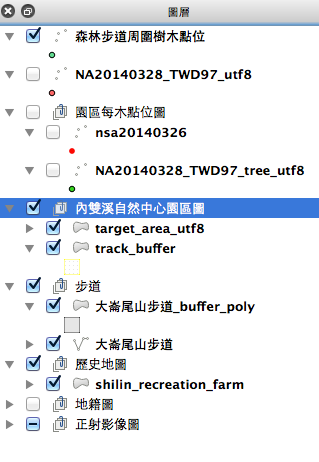 圖層
森林步道周圍樹木點位
NA20140328_TWD97_utf8
園區每木點位圖
nsa20140326
NA20140328_TWD97_tree_utf8
內雙溪自然中心園區圖
target_area_utf8
track_buffer
步道
大崙尾山步道_buffer_poly
大崙尾山步道
歷史地圖
shilin_recreation_farm
地籍圖
正射影像圖